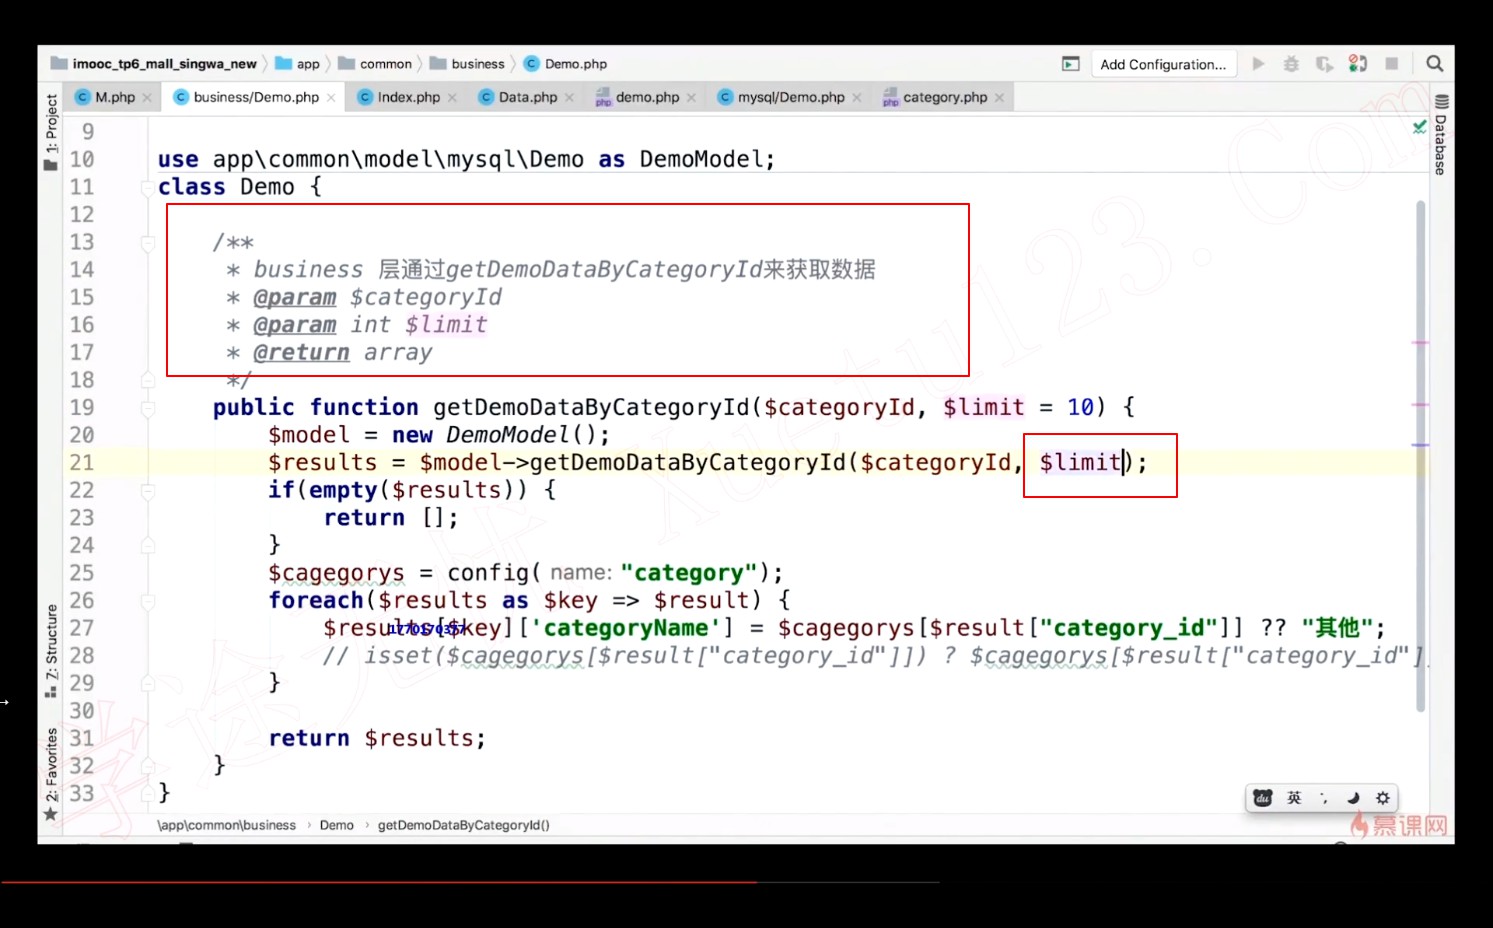 imooc_tp6_mall_singwa_new app common business Demo.php Add Configuration...
M.php business/Demo.php Index.php Data.php demo.php mysql/Demo.php category.php
1: Project
Database
9
10 use app\common\model\mysql\Demo as DemoModel;
11 class Demo {
12
13 /**
14 * business 层通过getDemoDataByCategoryId来获取数据
15 * @param $categoryId
16 * @param int $limit
17 * @return array
18 */
19 public function getDemoDataByCategoryId($categoryId, $limit = 10) {
20 $model = new DemoModel();
21 $results = $model->getDemoDataByCategoryId($categoryId, $limit);
22 if(empty($results)) {
23 return [];
24 }
25 $cagegorys = config( name: "category");
26 foreach($results as $key => $result) {
27 $results[$key]['categoryName'] = $cagegorys[$result["category_id"]] ?? "其他";
28 // isset($cagegorys[$result["category_id"]]) ? $cagegorys[$result["category_id"]
29 }
30
31 return $results;
32 }
33 }
Z: Structure
2: Favorites
\app\common\business Demo getDemoDataByCategoryId()
du 英
慕课网
Xuetu123.Com